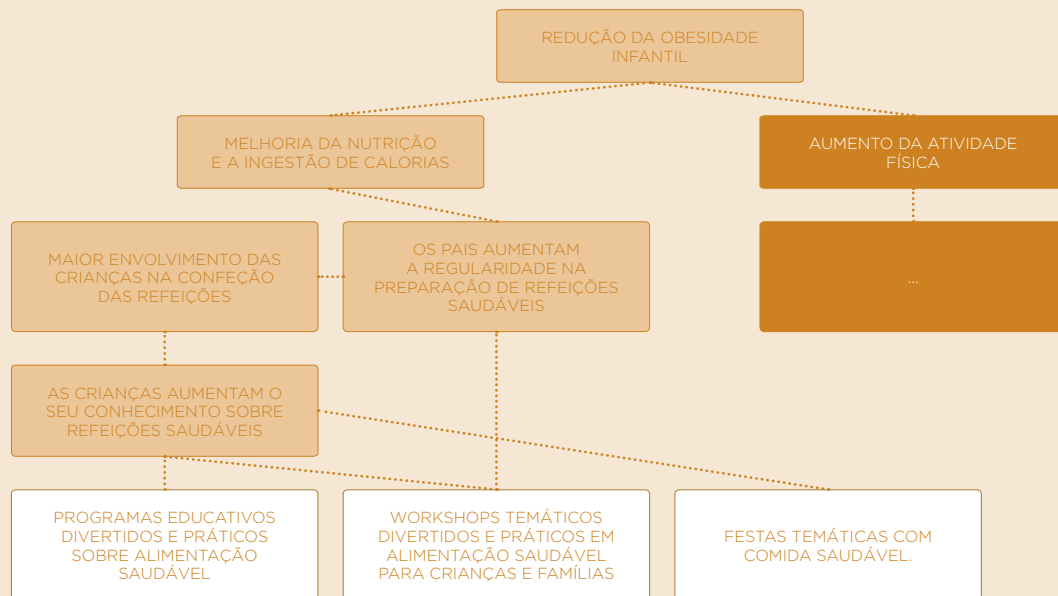 REDUÇÃO DA OBESIDADE
INFANTIL
MELHORIA DA NUTRIÇÃO
E A INGESTÃO DE CALORIAS
AUMENTO DA ATIVIDADE
FÍSICA
MAIOR ENVOLVIMENTO DAS
CRIANÇAS NA CONFEÇÃO
DAS REFEIÇÕES
OS PAIS AUMENTAM
A REGULARIDADE NA
PREPARAÇÃO DE REFEIÇÕES
SAUDÁVEIS
...
AS CRIANÇAS AUMENTAM O
SEU CONHECIMENTO SOBRE
REFEIÇÕES SAUDÁVEIS
PROGRAMAS EDUCATIVOS
DIVERTIDOS E PRÁTICOS
SOBRE ALIMENTAÇÃO
SAUDÁVEL
WORKSHOPS TEMÁTICOS
DIVERTIDOS E PRÁTICOS EM
ALIMENTAÇÃO SAUDÁVEL
PARA CRIANÇAS E FAMÍLIAS
FESTAS TEMÁTICAS COM
COMIDA SAUDÁVEL.